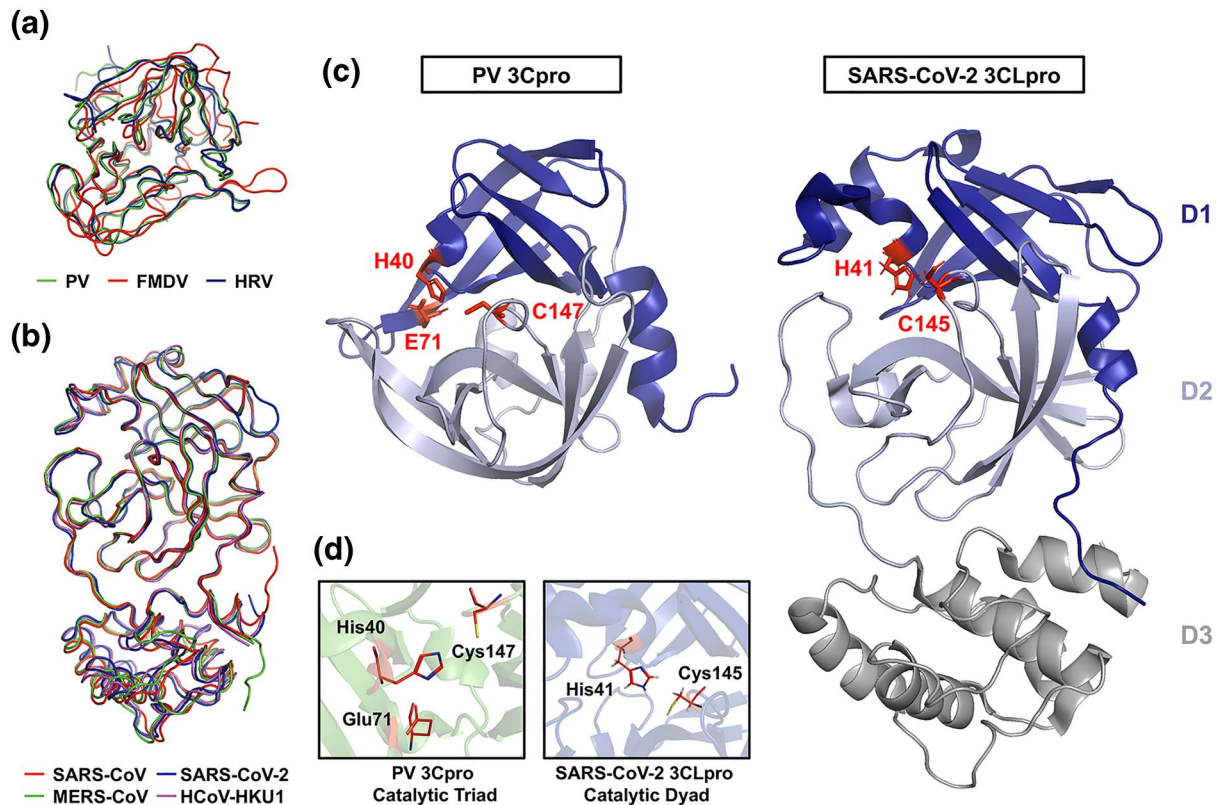 (a)
PV FMDV HRV
(b)
SARS-CoV SARS-CoV-2
MERS-CoV HCoV-HKU1
(c)
PV 3Cpro
SARS-CoV-2 3CLpro
H40
C147
E71
H41
C145
D1
D2
D3
(d)
His40
Cys147
Glu71
PV 3Cpro
Catalytic Triad
His41
Cys145
SARS-CoV-2 3CLpro
Catalytic Dyad